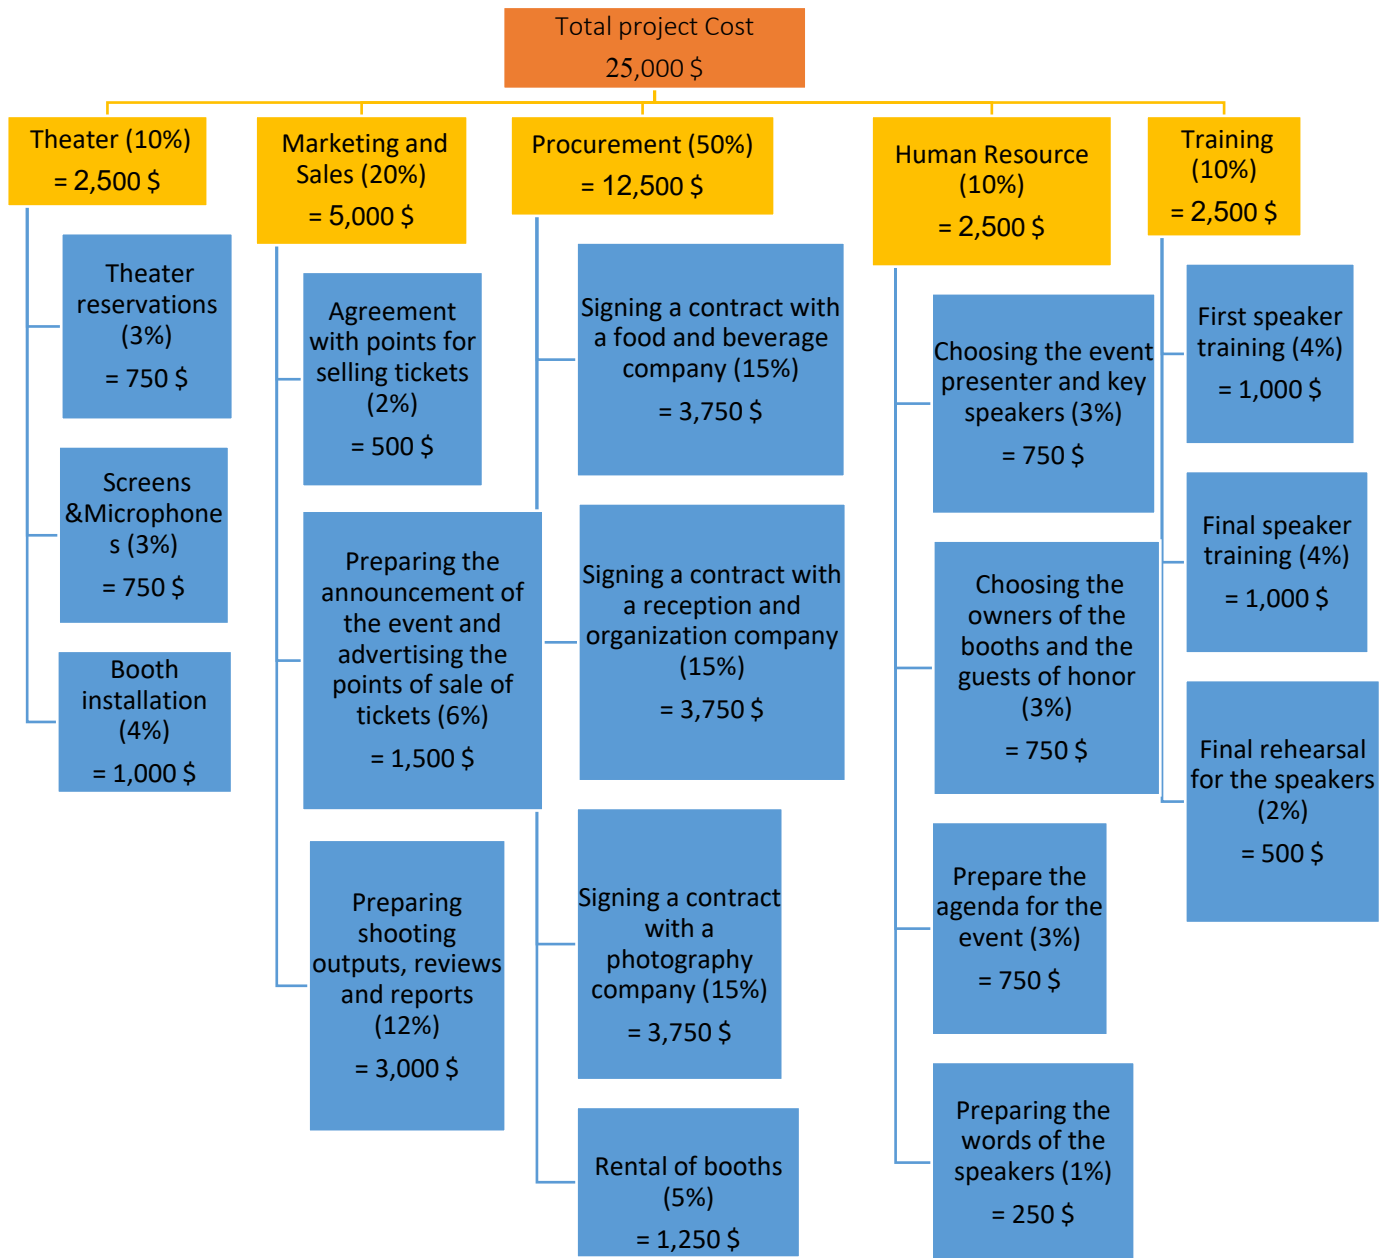 Total project Cost
25,000 $
Theater (10%)
= 2,500 $
Theater
reservations
(3%)
= 750 $
Screens
&Microphone
s (3%)
= 750 $
Booth
installation
(4%)
= 1,000 $
Marketing and
Sales (20%)
= 5,000 $
Agreement
with points for
selling tickets
(2%)
= 500 $
Preparing the
announcement of
the event and
advertising the
points of sale of
tickets (6%)
= 1,500 $
Preparing
shooting
outputs, reviews
and reports
(12%)
= 3,000 $
Procurement (50%)
= 12,500 $
Signing a contract with
a food and beverage
company (15%)
= 3,750 $
Signing a contract with
a reception and
organization company
(15%)
= 3,750 $
Signing a contract
with a
photography
company (15%)
= 3,750 $
Rental of booths
(5%)
= 1,250 $
Human Resource
(10%)
= 2,500 $
Choosing the event
presenter and key
speakers (3%)
= 750 $
Choosing the
owners of the
booths and the
guests of honor
(3%)
= 750 $
Prepare the
agenda for the
event (3%)
= 750 $
Preparing the
words of the
speakers (1%)
= 250 $
Training
(10%)
= 2,500 $
First speaker
training (4%)
= 1,000 $
Final speaker
training (4%)
= 1,000 $
Final rehearsal
for the speakers
(2%)
= 500 $